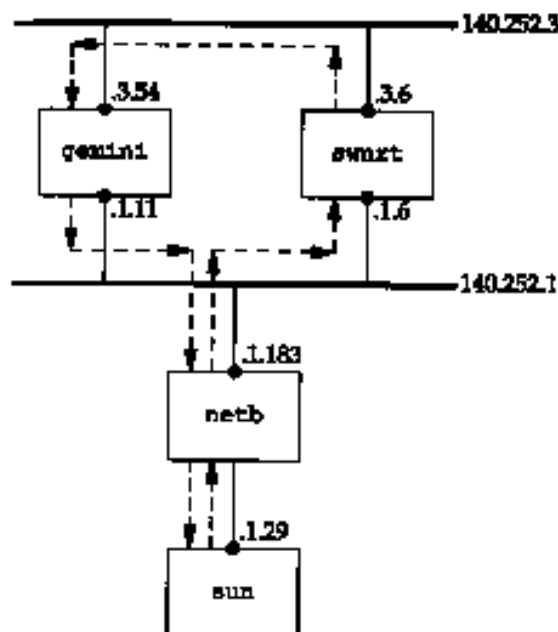 140.252.3
.3.54
.3.6
gemini
swnrt
.1.11
.1.6
140.252.1
.1.183
netb
.1.29
sun